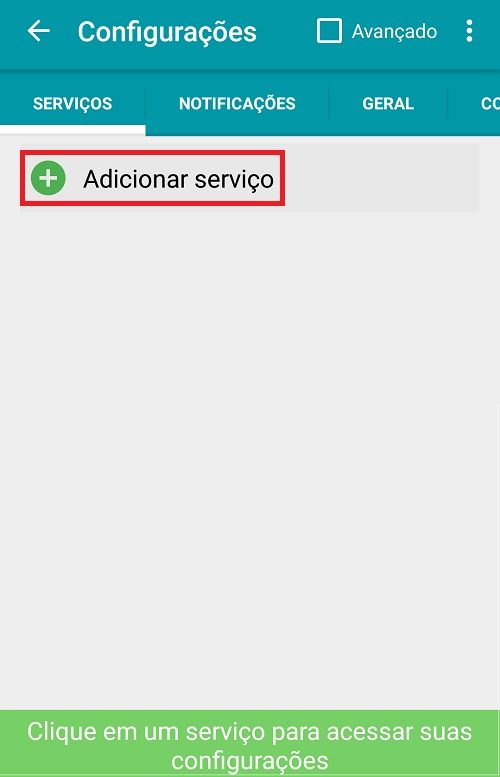 Configurações Avançado
SERVIÇOS NOTIFICAÇÕES GERAL CO
Adicionar serviço
Clique em um serviço para acessar suas
configurações